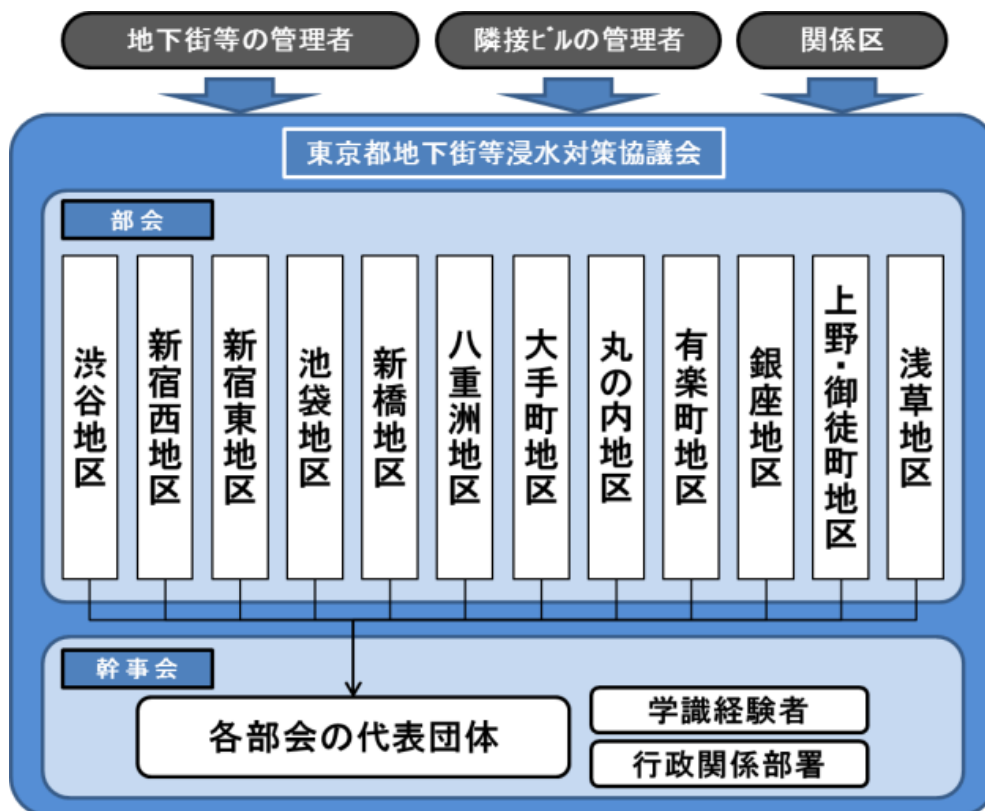 地下街等の管理者
隣接ﾋﾞﾙの管理者
関係区
東京都地下街等浸水対策協議会
部会
渋谷地区
新宿西地区
新宿東地区
池袋地区
新橋地区
八重洲地区
大手町地区
丸の内地区
有楽町地区
銀座地区
上野・御徒町地区
浅草地区
幹事会
各部会の代表団体
学識経験者
行政関係部署